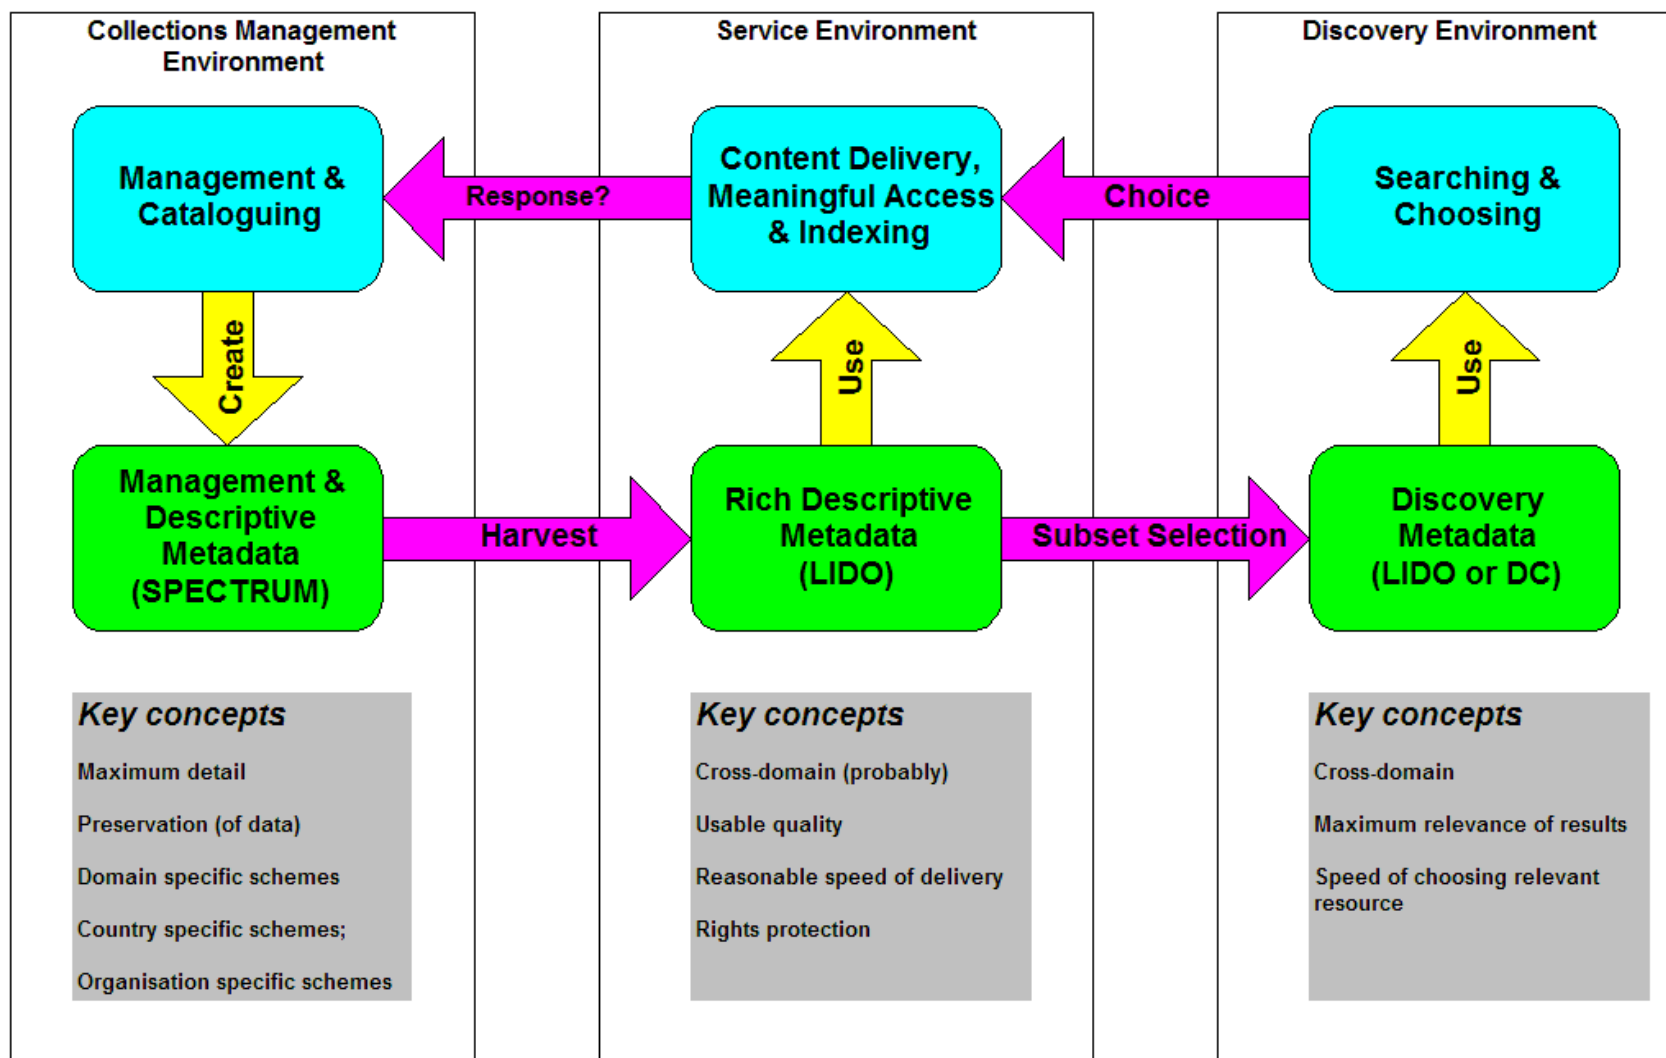 Collections Management
Environment
Management &
Cataloguing
Create
Management &
Descriptive
Metadata
(SPECTRUM)
Key concepts
Maximum detail
Preservation (of data)
Domain specific schemes
Country specific schemes;
Organisation specific schemes
Response?
Harvest
Service Environment
Content Delivery,
Meaningful Access
& Indexing
Use
Rich Descriptive
Metadata
(LIDO)
Key concepts
Cross-domain (probably)
Usable quality
Reasonable speed of delivery
Rights protection
Choice
Subset Selection
Discovery Environment
Searching &
Choosing
Use
Discovery
Metadata
(LIDO or DC)
Key concepts
Cross-domain
Maximum relevance of results
Speed of choosing relevant
resource